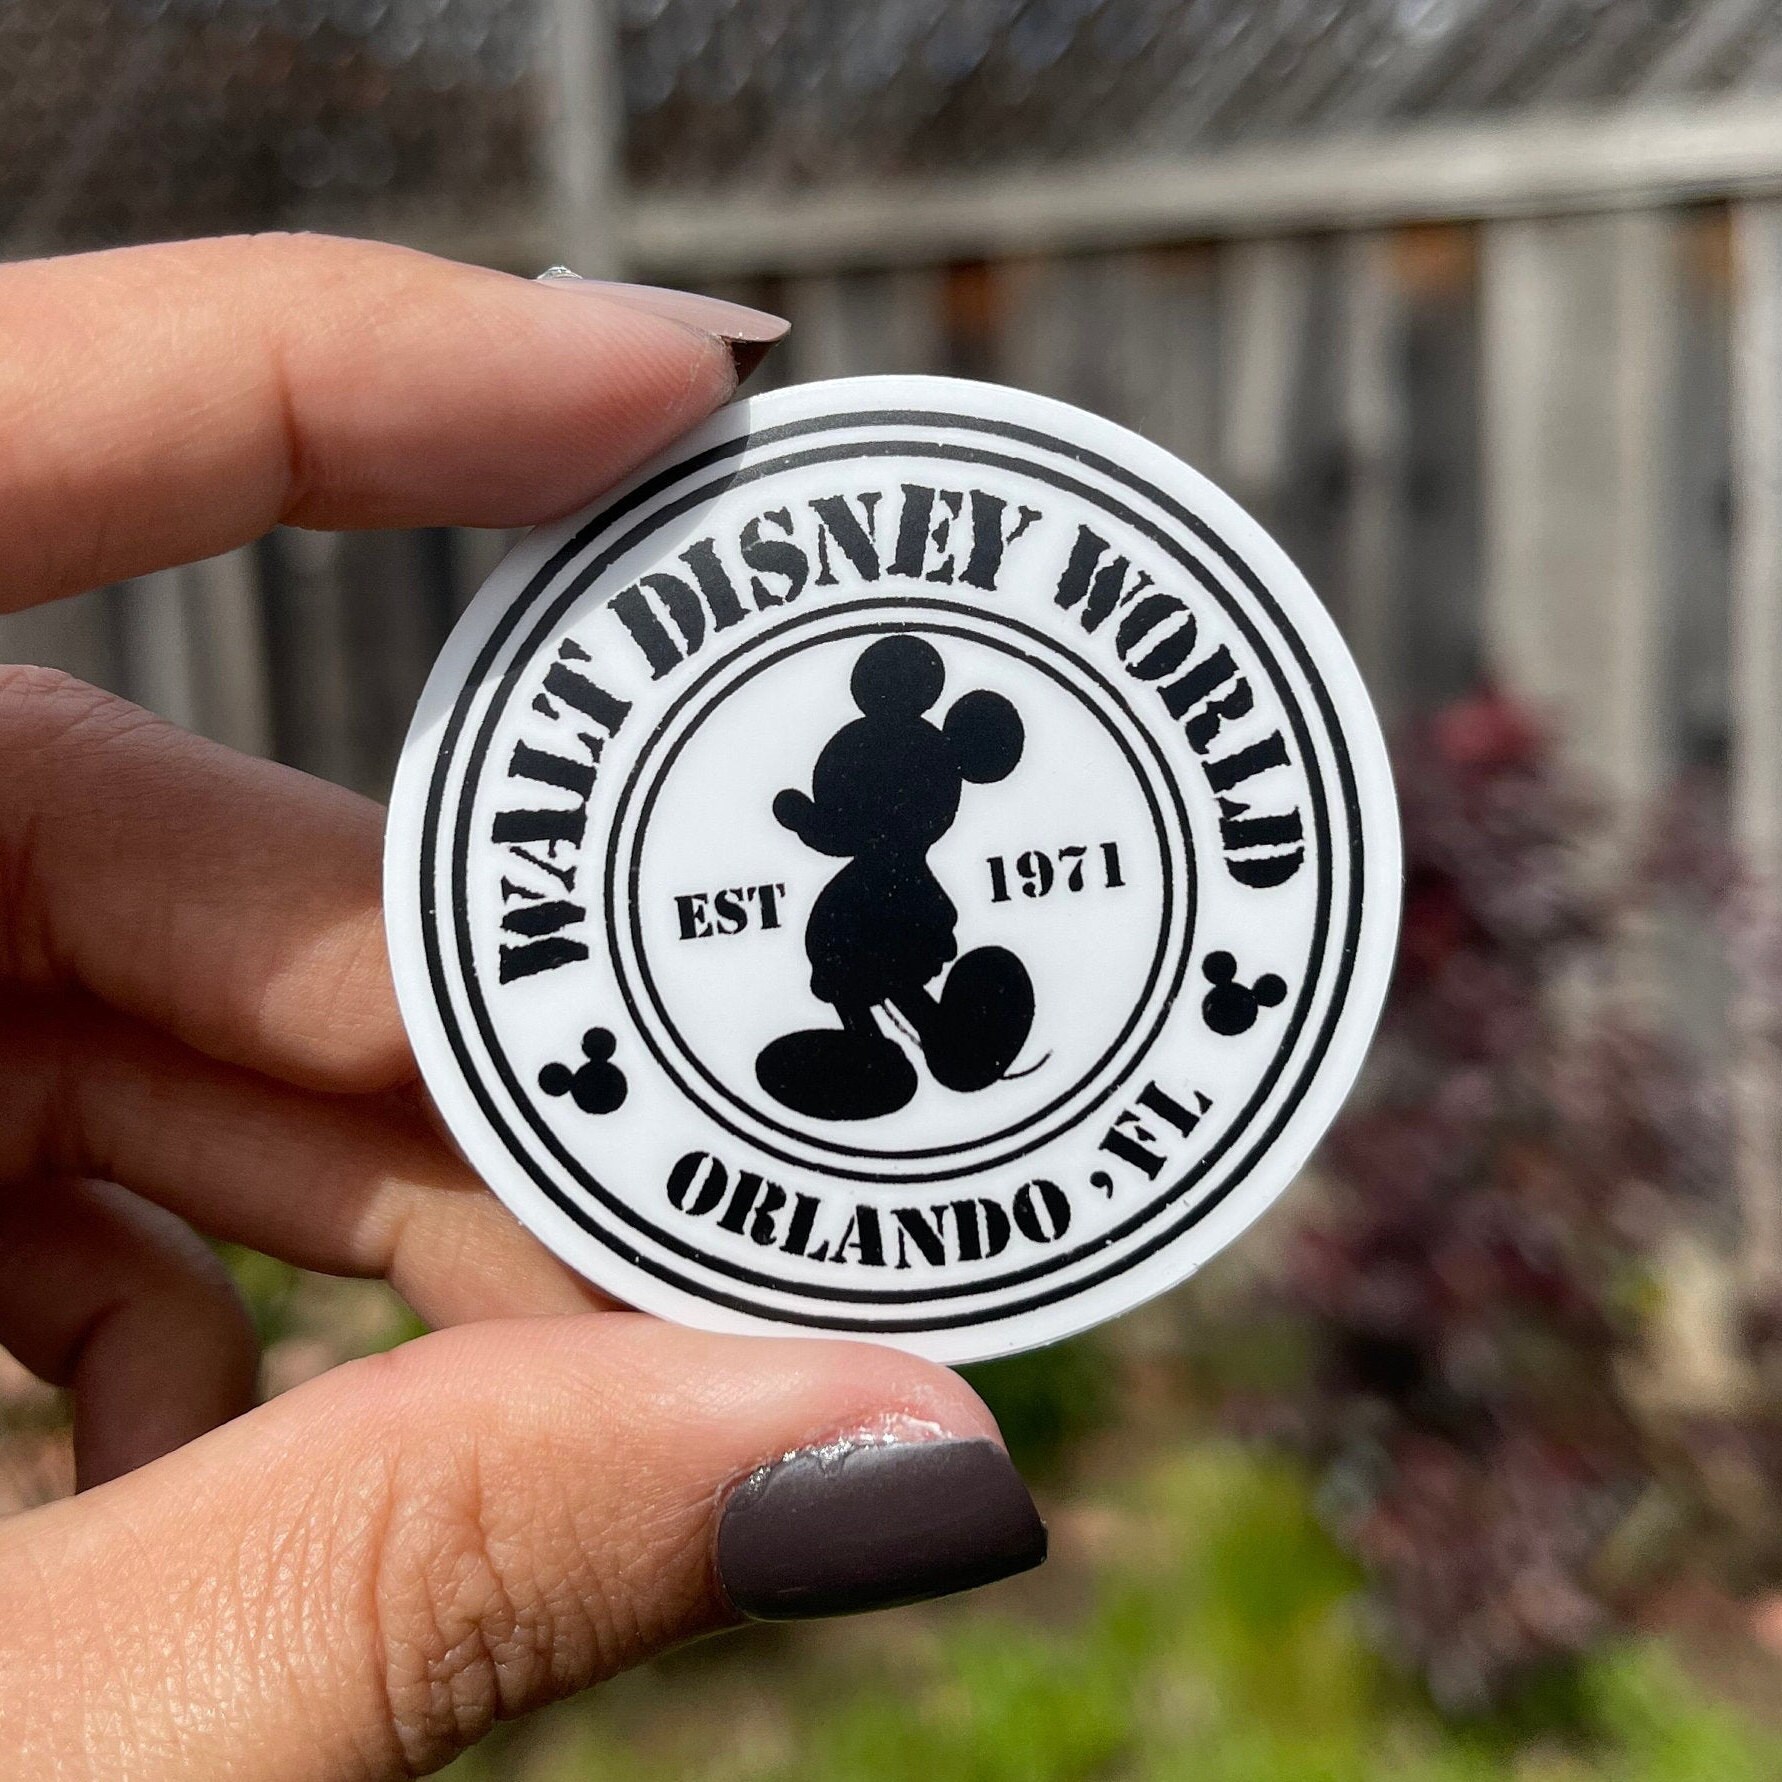 WALT DISNEY WORLD
EST 1971
ORLANDO , FL